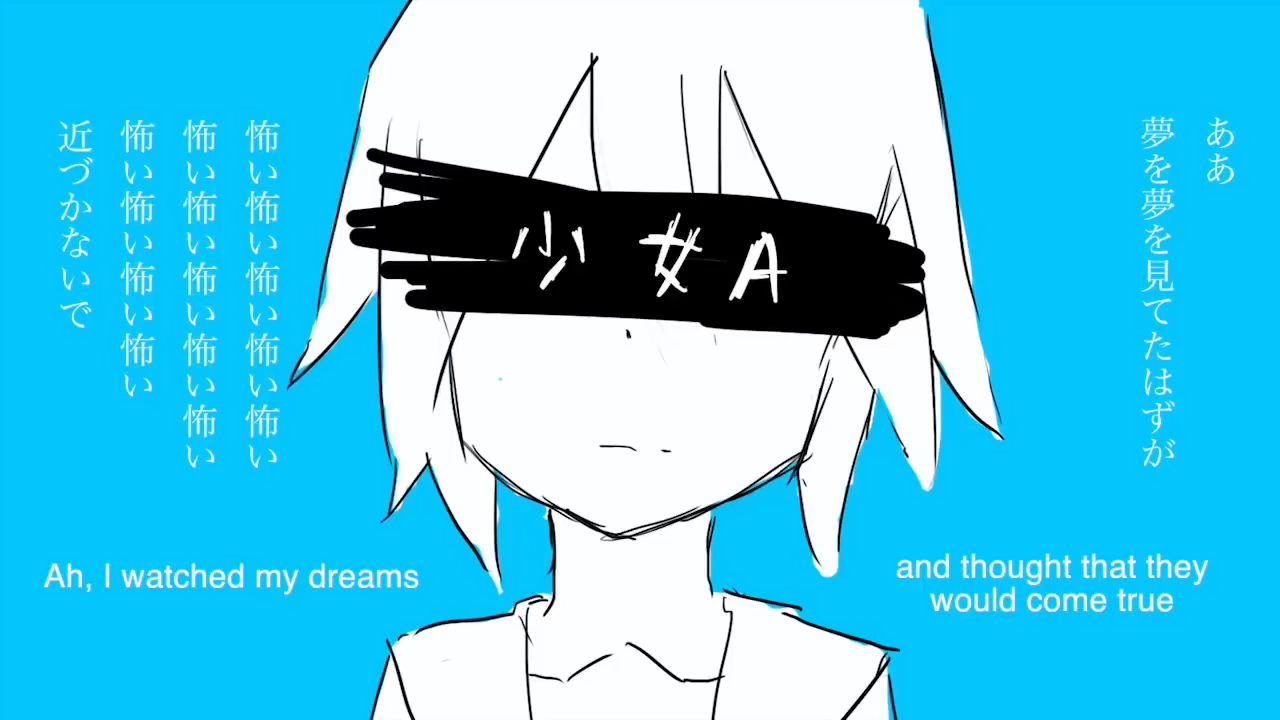 ああ
夢を夢を見てたはずが
怖い怖い怖い怖い怖い
怖い怖い怖い怖い怖い
怖い怖い怖い怖い
近づかないで
少女A
Ah, I watched my dreams
and thought that they
would come true